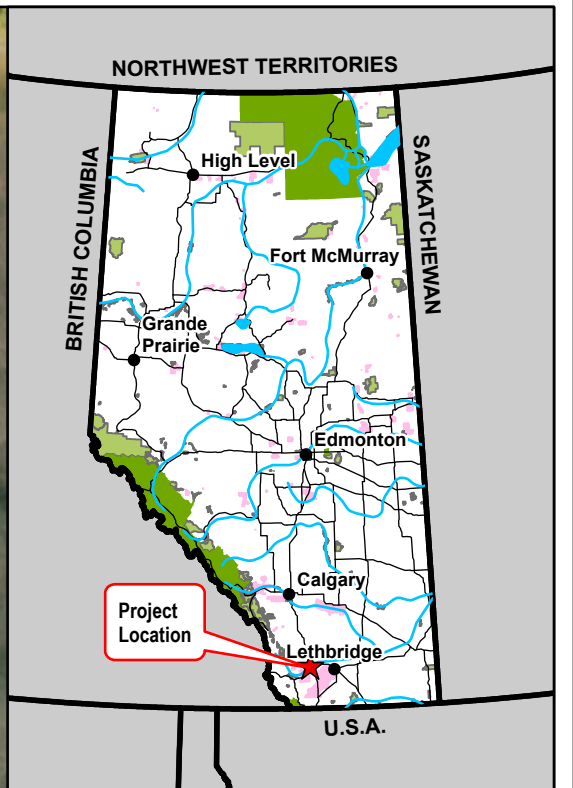 NORTHWEST TERRITORIES
BRITISH COLUMBIA
SASKATCHEWAN
High Level
Fort McMurray
Grande
Prairie
Edmonton
Calgary
Project
Location
Lethbridge
U.S.A.